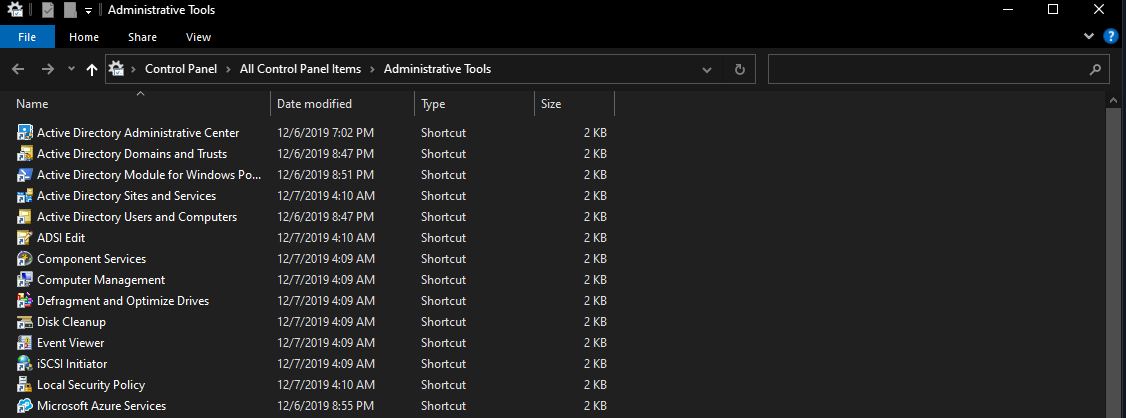 Administrative Tools
File Home Share View
Control Panel All Control Panel Items Administrative Tools
Name Date modified Type Size
Active Directory Administrative Center 12/6/2019 7:02 PM Shortcut 2 KB
Active Directory Domains and Trusts 12/6/2019 8:47 PM Shortcut 2 KB
Active Directory Module for Windows Po... 12/6/2019 8:51 PM Shortcut 2 KB
Active Directory Sites and Services 12/7/2019 4:10 AM Shortcut 2 KB
Active Directory Users and Computers 12/6/2019 8:47 PM Shortcut 2 KB
ADSI Edit 12/7/2019 4:10 AM Shortcut 2 KB
Component Services 12/7/2019 4:09 AM Shortcut 2 KB
Computer Management 12/7/2019 4:09 AM Shortcut 2 KB
Defragment and Optimize Drives 12/7/2019 4:09 AM Shortcut 2 KB
Disk Cleanup 12/7/2019 4:09 AM Shortcut 2 KB
Event Viewer 12/7/2019 4:09 AM Shortcut 2 KB
iSCSI Initiator 12/7/2019 4:09 AM Shortcut 2 KB
Local Security Policy 12/7/2019 4:10 AM Shortcut 2 KB
Microsoft Azure Services 12/6/2019 8:55 PM Shortcut 2 KB